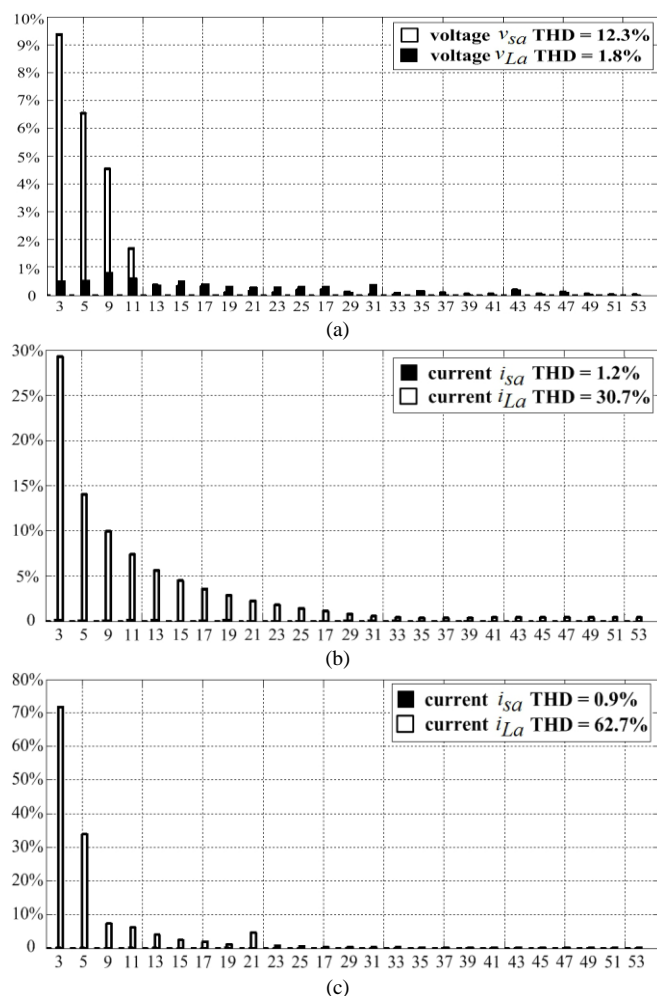 10%
9%
8%
7%
6%
5%
4%
3%
2%
1%
0
voltage vsa THD = 12.3%
voltage vLa THD = 1.8%
3 5 9 11 13 15 17 19 21 23 25 17 29 31 33 35 37 39 41 43 45 47 49 51 53
(a)
30%
25%
20%
15%
10%
5%
0
current isa THD = 1.2%
current iLa THD = 30.7%
3 5 9 11 13 15 17 19 21 23 25 17 29 31 33 35 37 39 41 43 45 47 49 51 53
(b)
80%
70%
60%
50%
40%
30%
20%
10%
0
current isa THD = 0.9%
current iLa THD = 62.7%
3 5 9 11 13 15 17 19 21 23 25 17 29 31 33 35 37 39 41 43 45 47 49 51 53
(c)